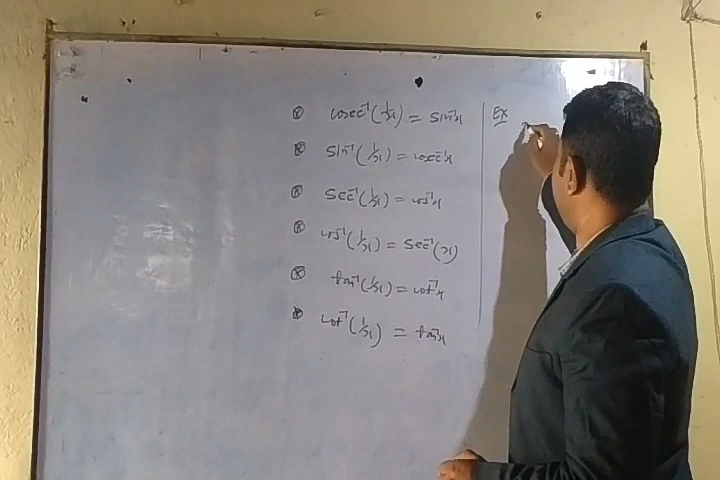 cosec⁻¹(1/x) = sin⁻¹x
sin⁻¹(1/x) = cosec⁻¹x
sec⁻¹(1/x) = cos⁻¹x
cos⁻¹(1/x) = sec⁻¹(x)
tan⁻¹(1/x) = cot⁻¹x
cot⁻¹(1/x) = tan⁻¹x
Ex